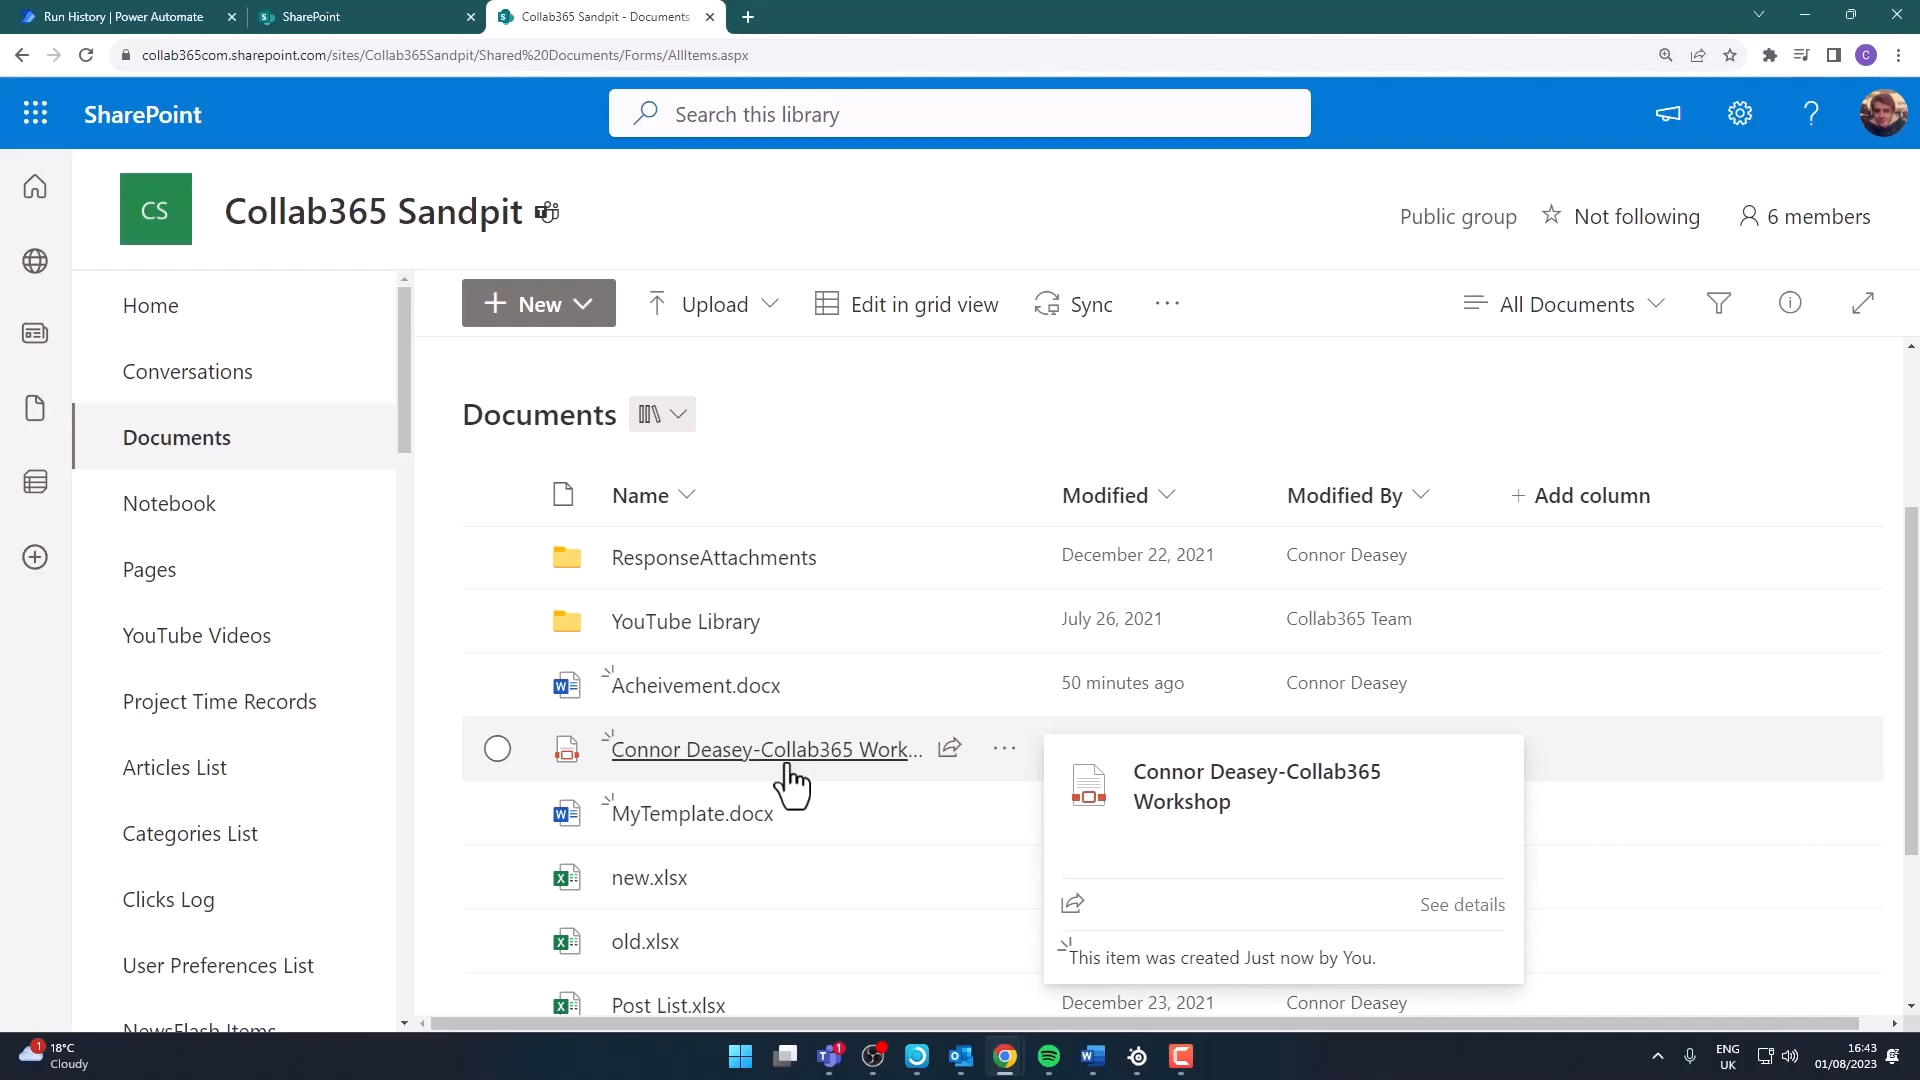 Run History | Power Automate
SharePoint
Collab365 Sandpit - Documents
collab365com.sharepoint.com/sites/Collab365Sandpit/Shared%20Documents/Forms/AllItems.aspx
C
SharePoint
Search this library
CS
Collab365 Sandpit
Public group
Not following
6 members
Home
Conversations
Documents
Notebook
Pages
YouTube Videos
Project Time Records
Articles List
Categories List
Clicks Log
User Preferences List
NewsFlash Items
New
Upload
Edit in grid view
Sync
All Documents
Documents
Name
Modified
Modified By
Add column
ResponseAttachments
December 22, 2021
Connor Deasey
YouTube Library
July 26, 2021
Collab365 Team
Acheivement.docx
50 minutes ago
Connor Deasey
Connor Deasey-Collab365 Work...
MyTemplate.docx
new.xlsx
old.xlsx
Post List.xlsx
December 23, 2021
Connor Deasey
Connor Deasey-Collab365
Workshop
See details
This item was created Just now by You.
1
18°C
Cloudy
1
ENG
UK
16:43
01/08/2023